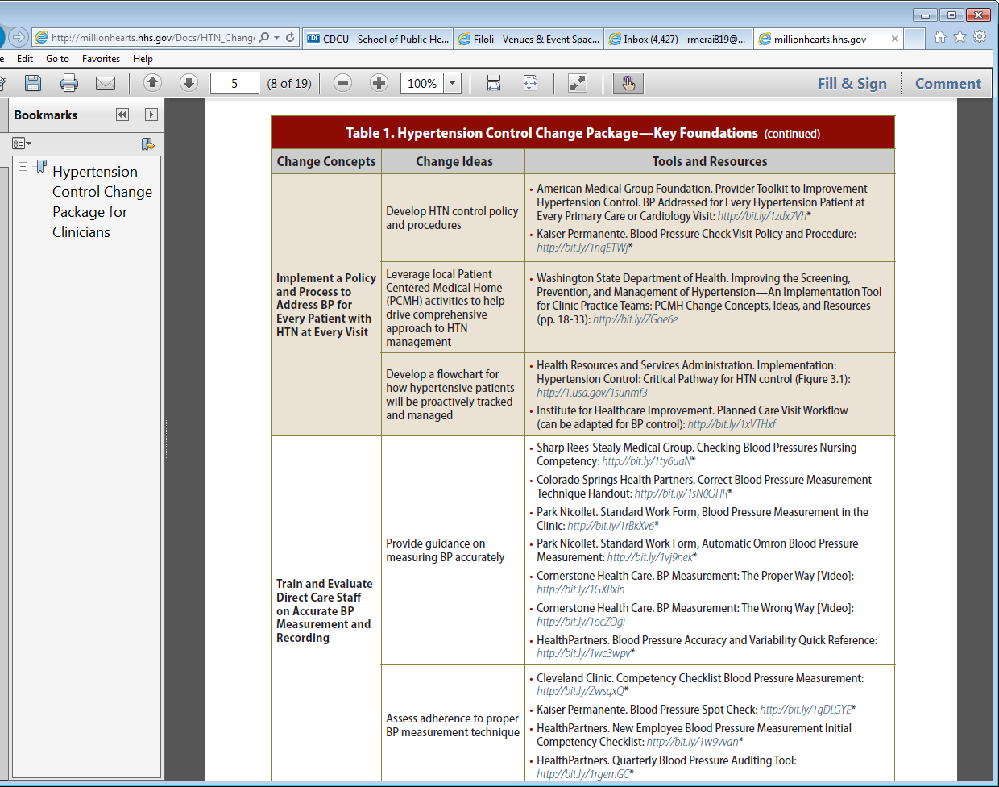 http://millionhearts.hhs.gov/Docs/HTN_Chang
CDC CDCU - School of Public He...
Filoli - Venues & Event Spac...
Inbox (4,427) - rmerai819@...
millionhearts.hhs.gov
e Edit Go to Favorites Help
5 (8 of 19) 100% Fill & Sign Comment
Bookmarks
Hypertension
Control Change
Package for
Clinicians
Table 1. Hypertension Control Change Package—Key Foundations (continued)
Change Concepts Change Ideas Tools and Resources
Implement a Policy
and Process to
Address BP for
Every Patient with
HTN at Every Visit
Develop HTN control policy
and procedures
• American Medical Group Foundation. Provider Toolkit to Improvement
Hypertension Control. BP Addressed for Every Hypertension Patient at
Every Primary Care or Cardiology Visit: http://bit.ly/1zdx7Vh*
• Kaiser Permanente. Blood Pressure Check Visit Policy and Procedure:
http://bit.ly/1nqETWj*
Leverage local Patient
Centered Medical Home
(PCMH) activities to help
drive comprehensive
approach to HTN
management
• Washington State Department of Health. Improving the Screening,
Prevention, and Management of Hypertension—An Implementation Tool
for Clinic Practice Teams: PCMH Change Concepts, Ideas, and Resources
(pp. 18-33): http://bit.ly/ZGoe6e
Develop a flowchart for
how hypertensive patients
will be proactively tracked
and managed
• Health Resources and Services Administration. Implementation:
Hypertension Control: Critical Pathway for HTN control (Figure 3.1):
http://1.usa.gov/1sunmf3
• Institute for Healthcare Improvement. Planned Care Visit Workflow
(can be adapted for BP control): http://bit.ly/1xVTHxf
Train and Evaluate
Direct Care Staff
on Accurate BP
Measurement and
Recording
Provide guidance on
measuring BP accurately
• Sharp Rees-Stealy Medical Group. Checking Blood Pressures Nursing
Competency: http://bit.ly/1ty6uaN*
• Colorado Springs Health Partners. Correct Blood Pressure Measurement
Technique Handout: http://bit.ly/1sN0OHR*
• Park Nicollet. Standard Work Form, Blood Pressure Measurement in the
Clinic: http://bit.ly/1rBkXv6*
• Park Nicollet. Standard Work Form, Automatic Omron Blood Pressure
Measurement: http://bit.ly/1vj9nek*
• Cornerstone Health Care. BP Measurement: The Proper Way [Video]:
http://bit.ly/1GXBxin
• Cornerstone Health Care. BP Measurement: The Wrong Way [Video]:
http://bit.ly/1ocZOgi
• HealthPartners. Blood Pressure Accuracy and Variability Quick Reference:
http://bit.ly/1wc3wpv*
Assess adherence to proper
BP measurement technique
• Cleveland Clinic. Competency Checklist Blood Pressure Measurement:
http://bit.ly/ZwsgxQ*
• Kaiser Permanente. Blood Pressure Spot Check: http://bit.ly/1qDLGYE*
• HealthPartners. New Employee Blood Pressure Measurement Initial
Competency Checklist: http://bit.ly/1w9vvan*
• HealthPartners. Quarterly Blood Pressure Auditing Tool:
http://bit.ly/1rgemGC*